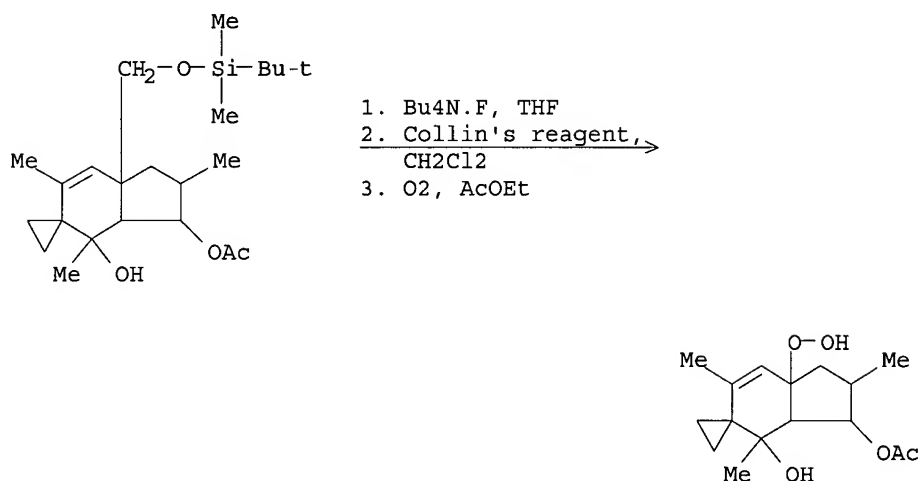 Me
CH2—O—Si—Bu-t
Me
Me
Me
OAc
Me
OH
1. Bu4N.F, THF
2. Collin's reagent,
CH2Cl2
3. O2, AcOEt
O—OH
Me
Me
OAc
Me
OH